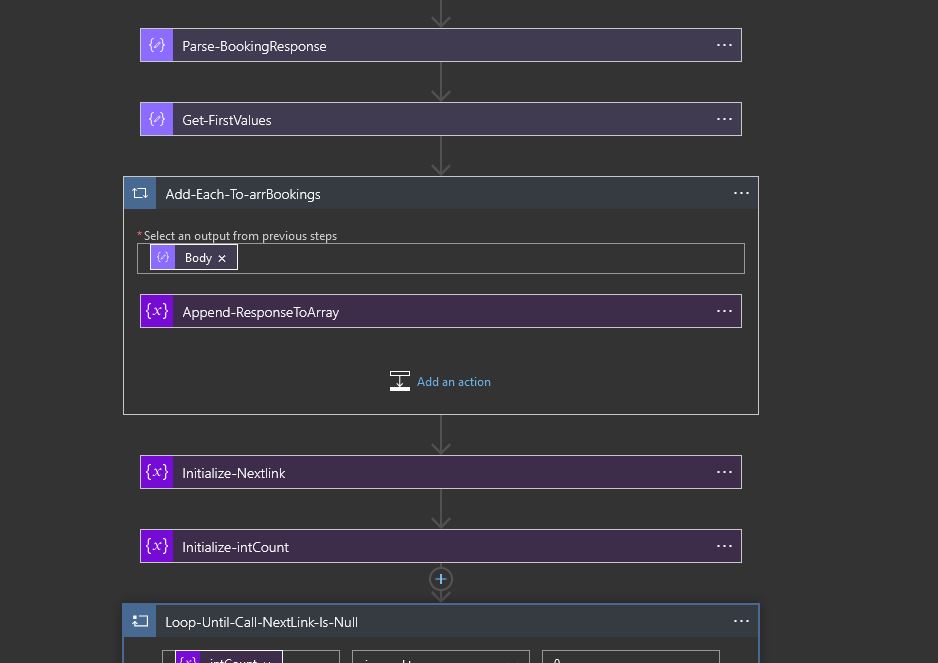 Parse-BookingResponse
Get-FirstValues
Add-Each-To-arrBookings
* Select an output from previous steps
Body ×
{x} Append-ResponseToArray
Add an action
{x} Initialize-Nextlink
{x} Initialize-intCount
Loop-Until-Call-NextLink-Is-Null
{x} intCount ×